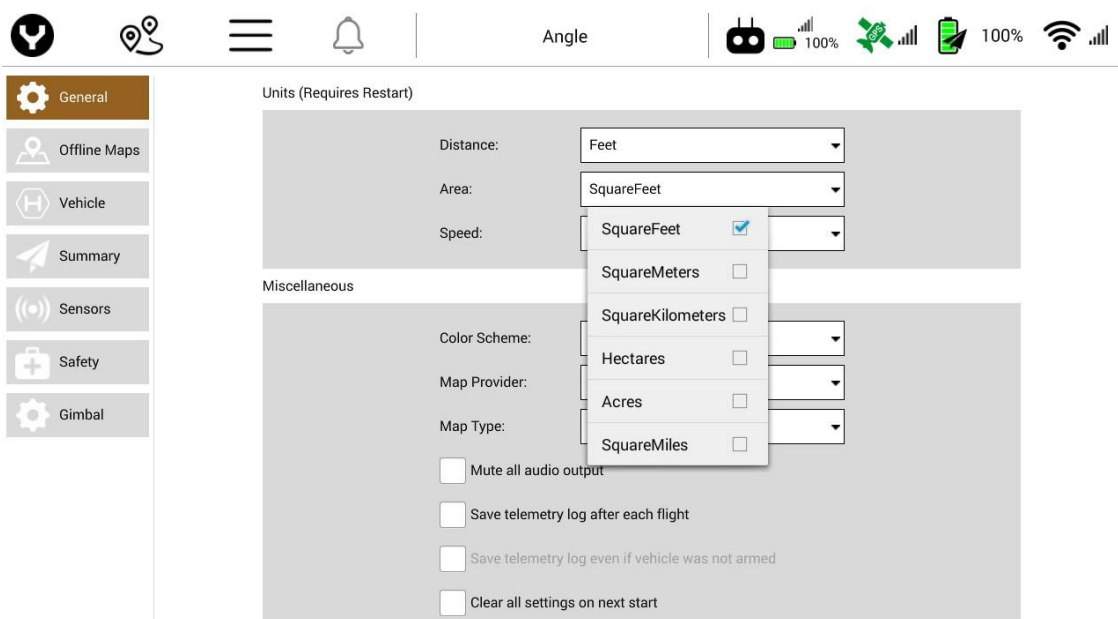 Angle
100%
GPS
100%
General
Offline Maps
Vehicle
Summary
Sensors
Safety
Gimbal
Units (Requires Restart)
Distance: Feet
Area: SquareFeet
Speed:
SquareFeet
SquareMeters
SquareKilometers
Hectares
Acres
SquareMiles
Miscellaneous
Color Scheme:
Map Provider:
Map Type:
Mute all audio output
Save telemetry log after each flight
Save telemetry log even if vehicle was not armed
Clear all settings on next start